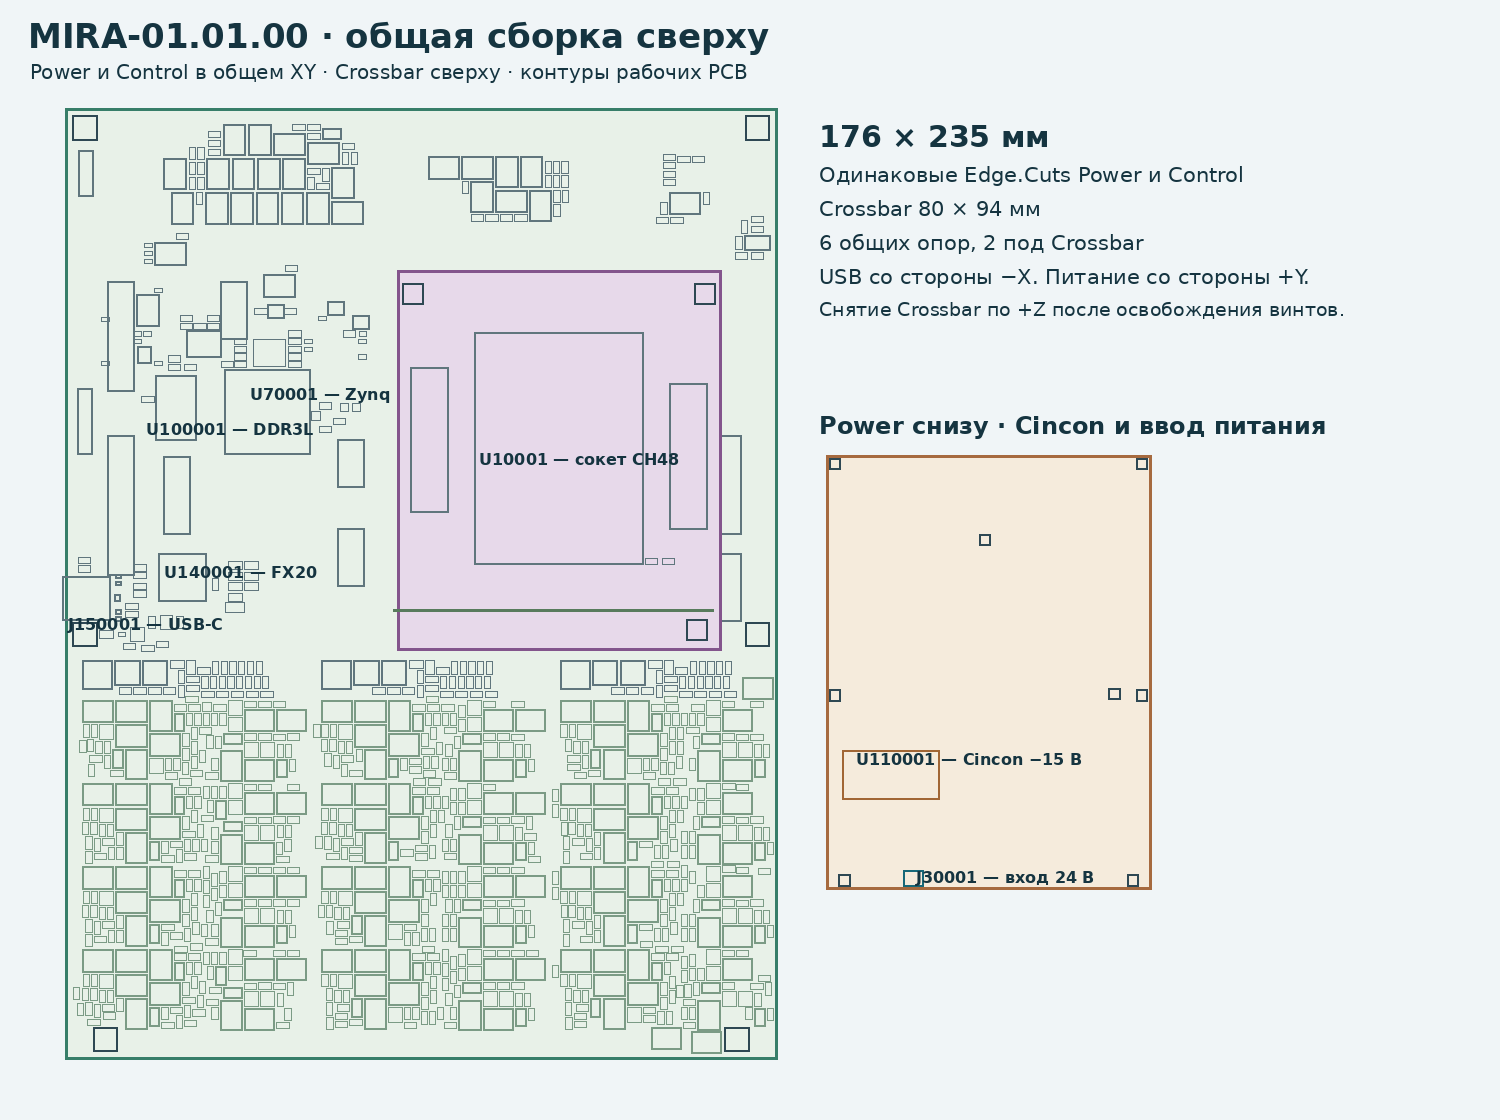 MIRA-01.01.00 · общая сборка сверху
Power и Control в общем XY · Crossbar сверху · контуры рабочих PCB
176 × 235 мм
Одинаковые Edge.Cuts Power и Control
Crossbar 80 × 94 мм
6 общих опор, 2 под Crossbar
USB со стороны −X. Питание со стороны +Y.
Снятие Crossbar по +Z после освобождения винтов.
U70001 — Zynq
U100001 — DDR3L
U10001 — сокет CH48
U140001 — FX20
J150001 — USB-C
Power снизу · Cincon и ввод питания
U110001 — Cincon −15 В
J30001 — вход 24 В